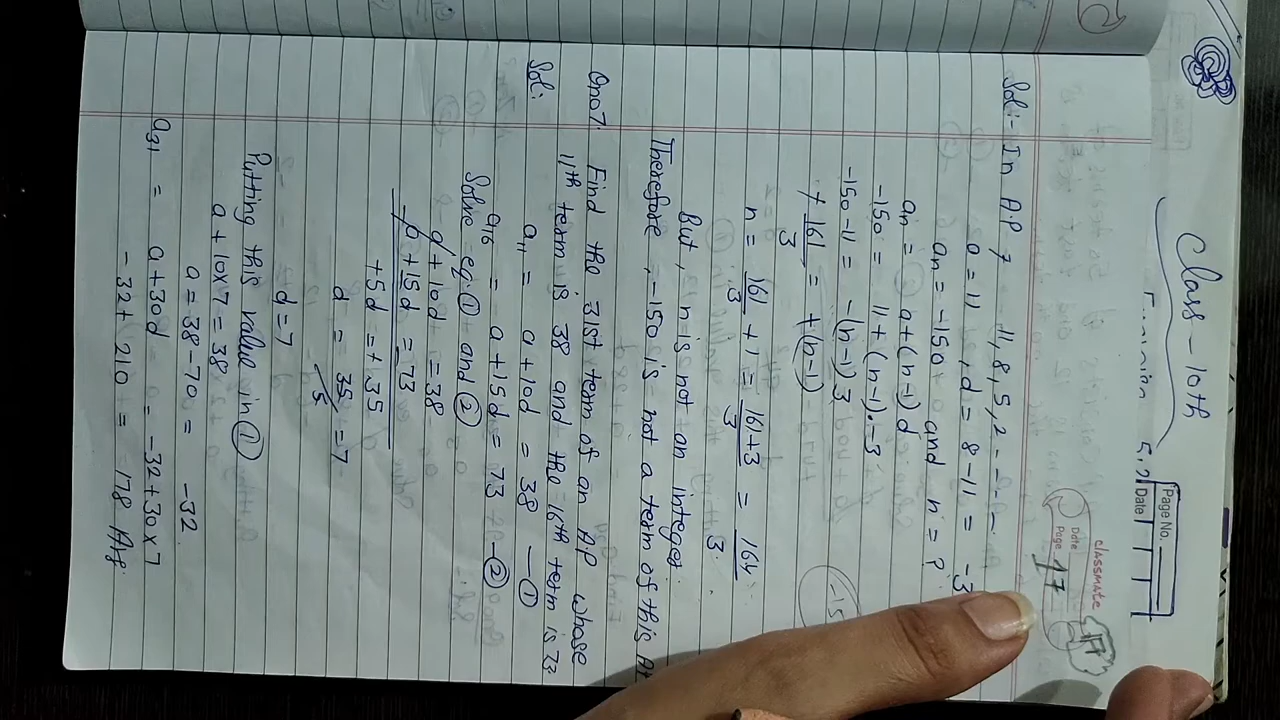 Class - 10th
5.2
Page No.
Date
classmate
Date
Page 17
17
Sol:- In A.P 7 11, 8, 5, 2 - - - -
a = 11 , d = 8 - 11 = -3
an = -150 and n = ?
an = a + (n-1) d
-150 = 11 + (n-1). -3
-150 - 11 = -(n-1) 3
+ 161/3 = + (n-1)
n = 161/3 + 1 = 161+3/3 = 164/3
But, n is not an integer.
Therefore, -150 is not a term of this A
Qno7. Find the 31st term of an AP whose
11th term is 38 and the 16th term is 73
Sol: a11 = a + 10d = 38 — ①
a16 = a + 15d = 73 — ②
Solve eq. ① and ②
a + 10d = 38
a + 15d = 73
+5d = + 35
d = 35/5 = 7
d = 7
Putting this value in ①
a + 10 x 7 = 38
a = 38 - 70 = -32
a31 = a + 30d = -32 + 30 x 7
- 32 + 210 = 178 Ans.